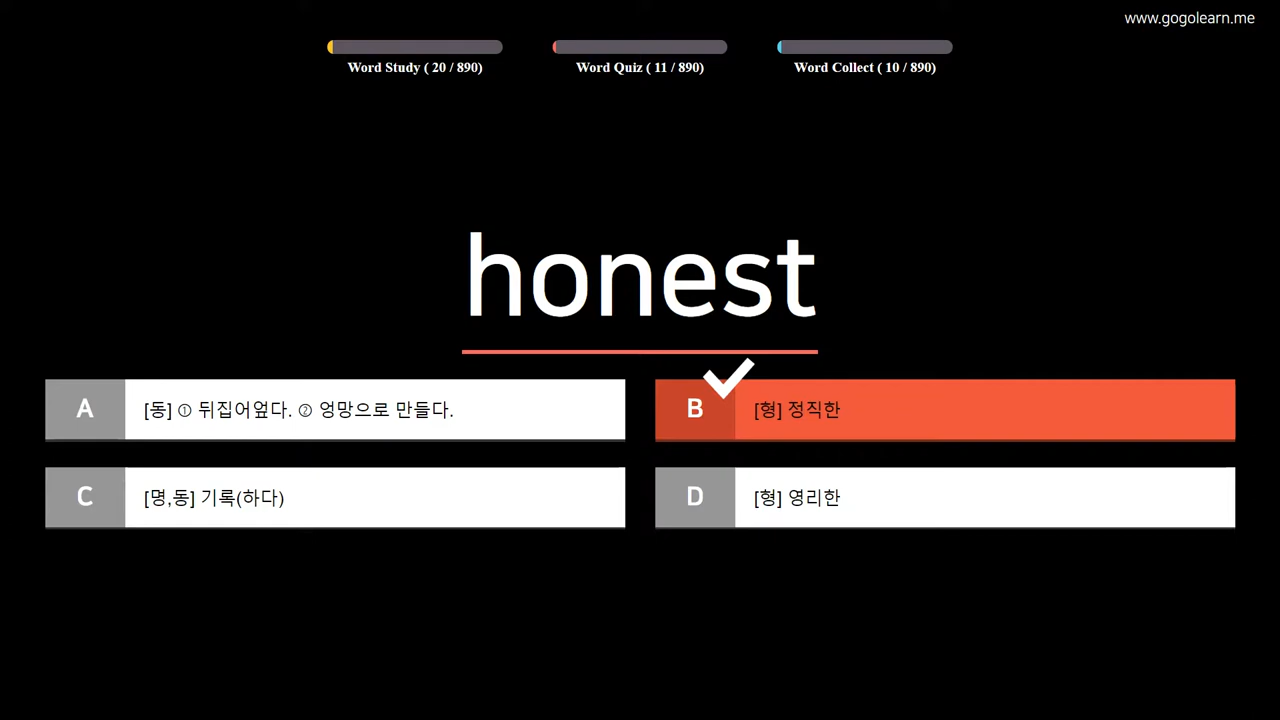 www.gogolearn.me
Word Study ( 20 / 890)
Word Quiz ( 11 / 890)
Word Collect ( 10 / 890)
honest
A [동] ① 뒤집어엎다. ② 엉망으로 만들다.
B [형] 정직한
C [명,동] 기록(하다)
D [형] 영리한